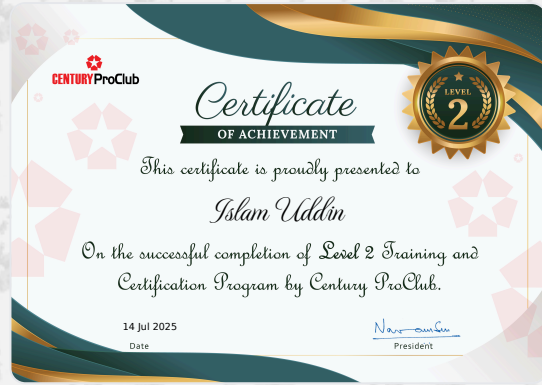 CENTURY ProClub
Certificate
OF ACHIEVEMENT
LEVEL
2
This certificate is proudly presented to
Islam Uddin
On the successful completion of Level 2 Training and
Certification Program by Century ProClub.
14 Jul 2025
Date
President